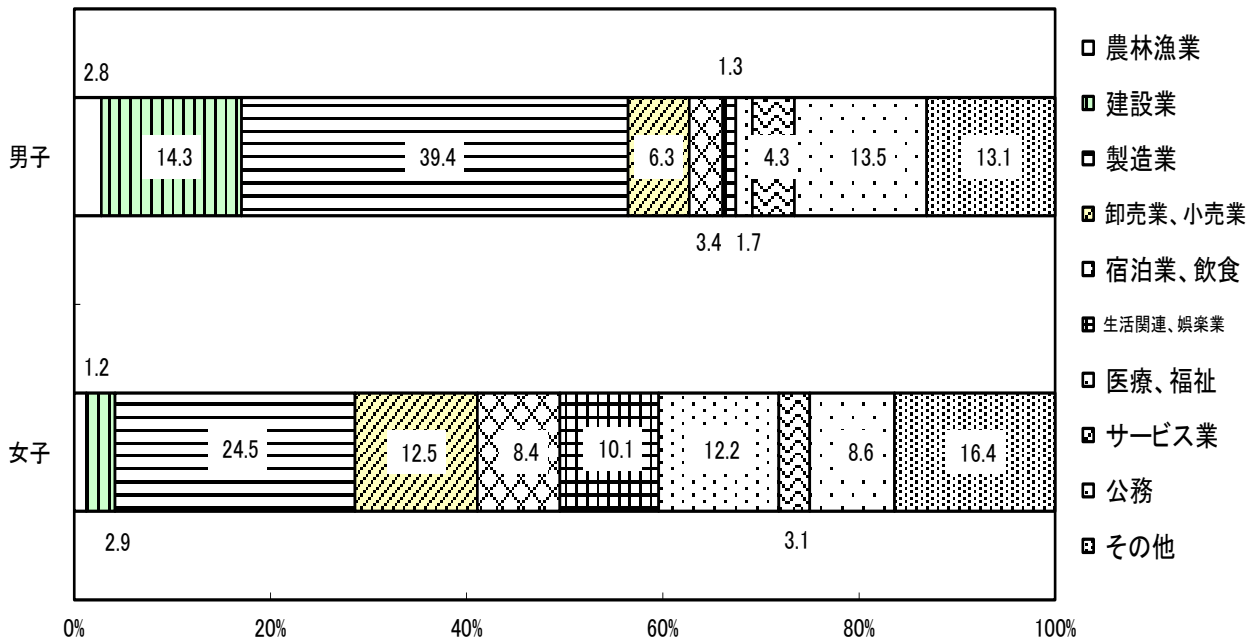 2.8
1.3
男子
14.3
39.4
6.3
4.3
13.5
13.1
3.4
1.7
1.2
女子
24.5
12.5
8.4
10.1
12.2
8.6
16.4
2.9
3.1
0%
20%
40%
60%
80%
100%
農林漁業
建設業
製造業
卸売業、小売業
宿泊業、飲食
生活関連、娯楽業
医療、福祉
サービス業
公務
その他